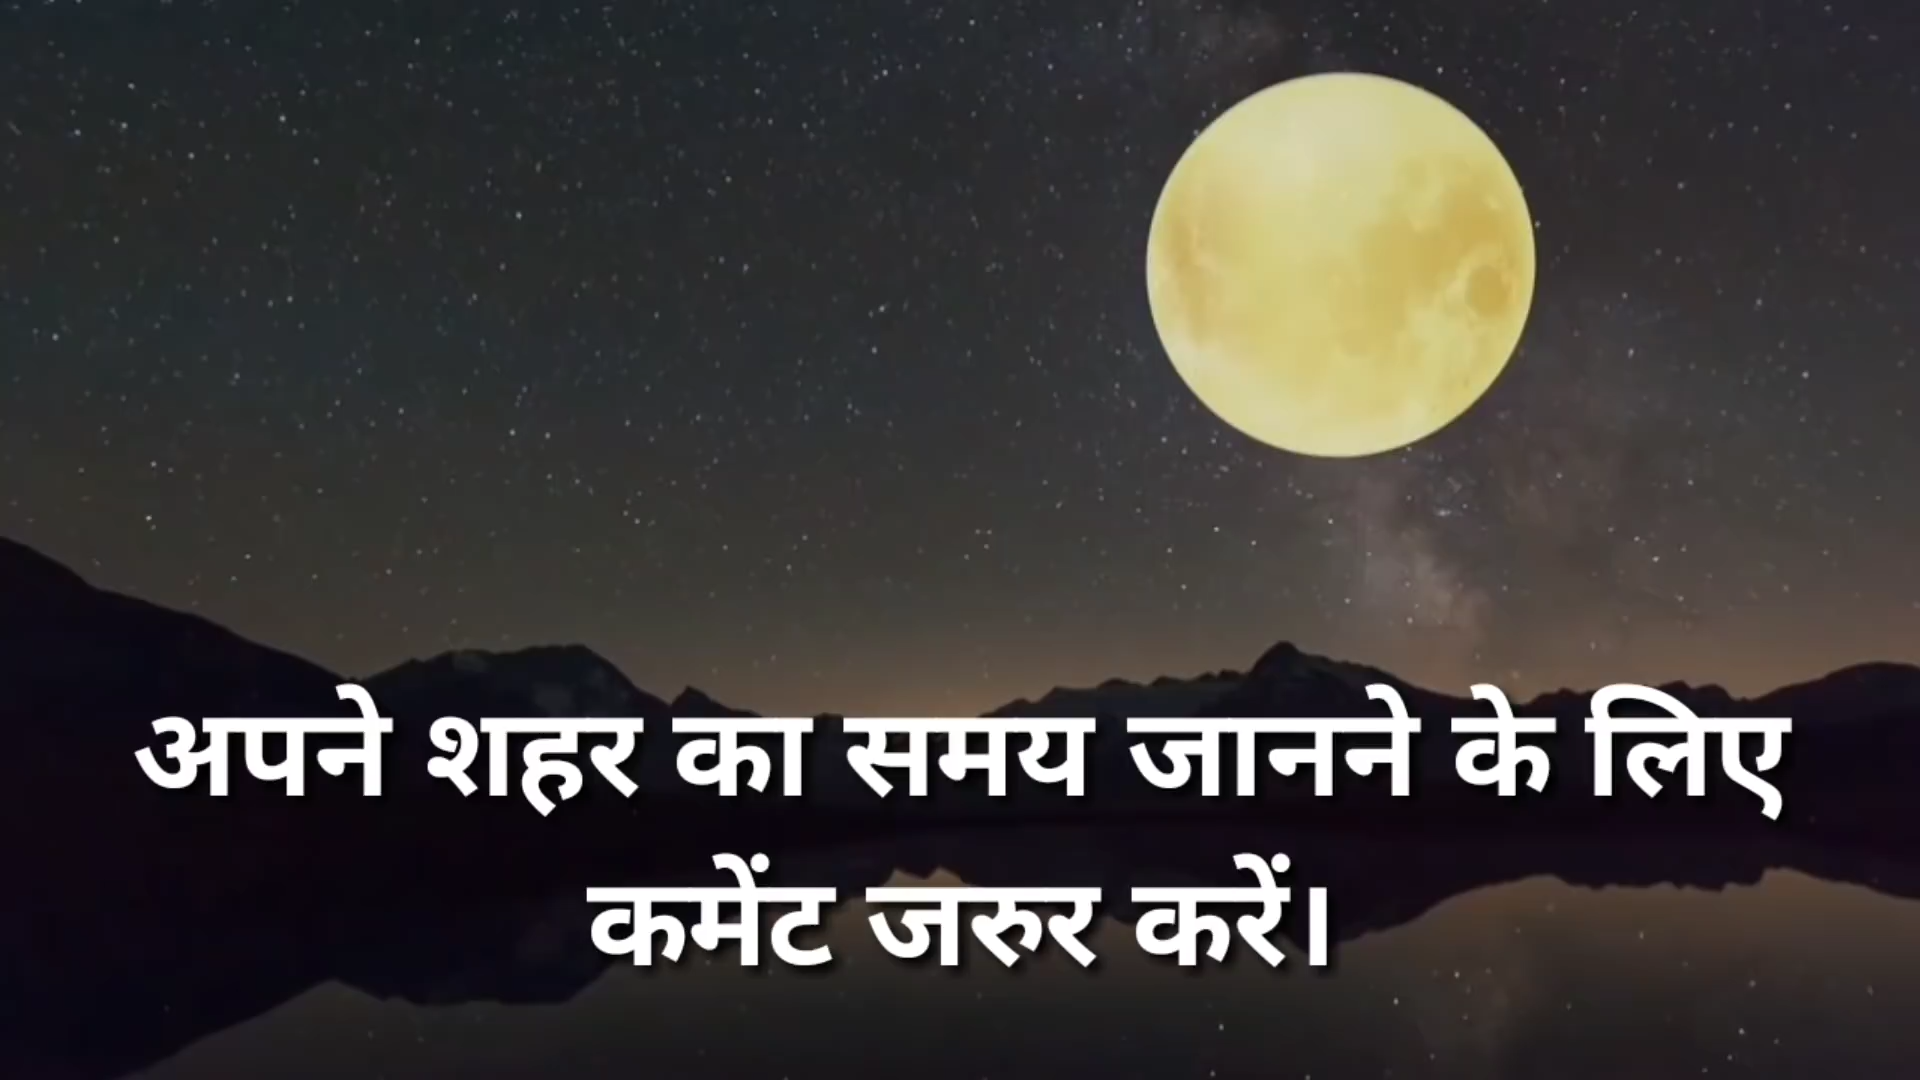 अपने शहर का समय जानने के लिए
कमेंट जरुर करें।